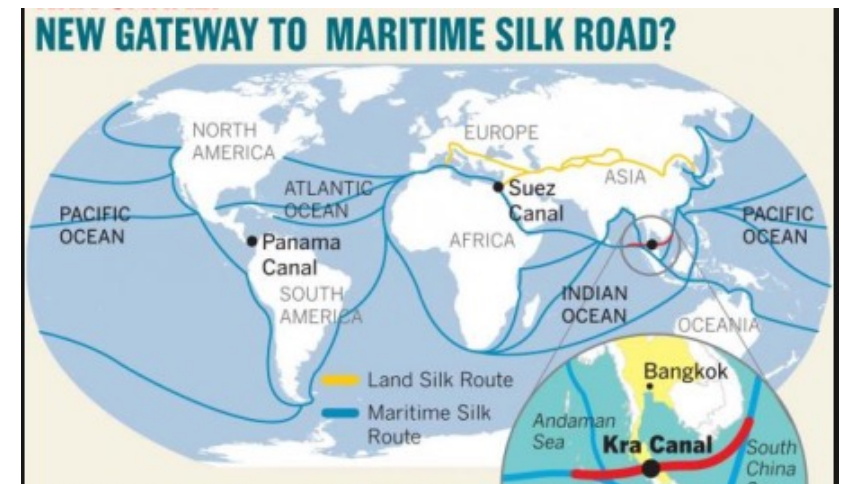 NEW GATEWAY TO MARITIME SILK ROAD?
NORTH
AMERICA
EUROPE
ASIA
ATLANTIC
OCEAN
Suez
Canal
PACIFIC
OCEAN
PACIFIC
OCEAN
Panama
Canal
AFRICA
SOUTH
AMERICA
INDIAN
OCEAN
OCEANIA
Land Silk Route
Maritime Silk
Route
Bangkok
Andaman
Sea
Kra Canal
South
China